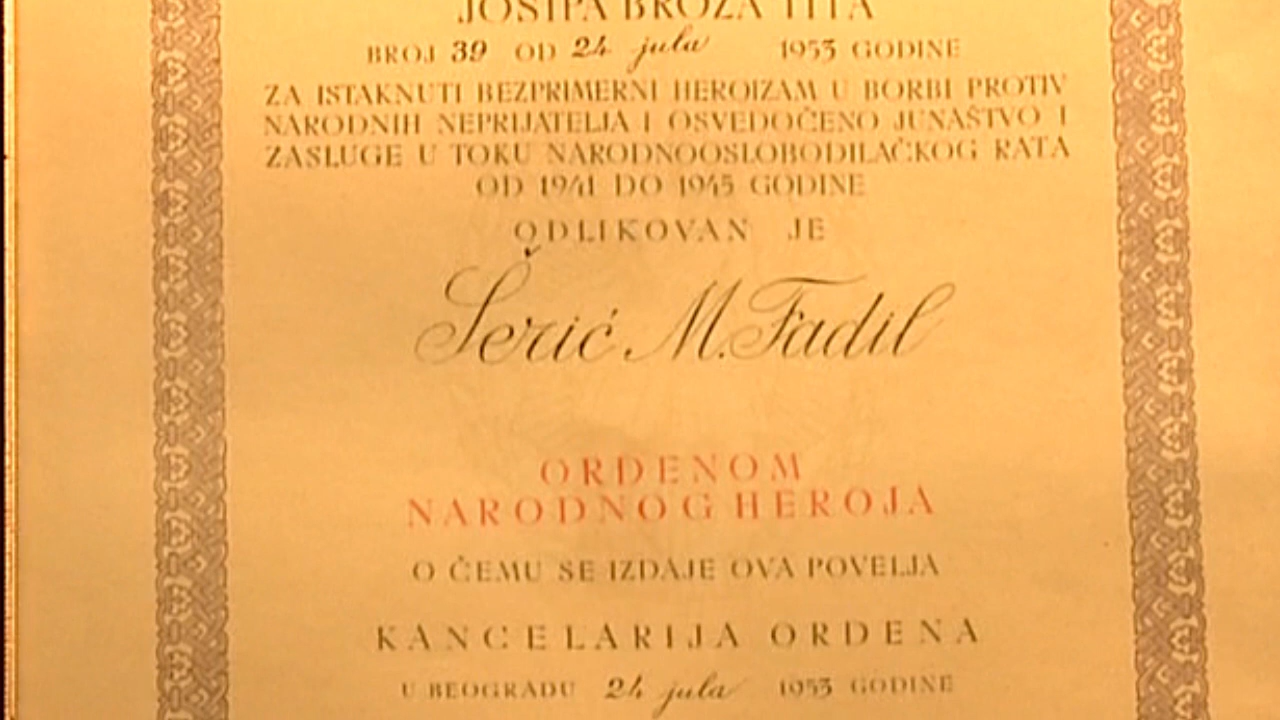 JOSIPA BROZA TITA
BROJ 39 OD 24 jula 1953 GODINE
ZA ISTAKNUTI BEZPRIMERNI HEROIZAM U BORBI PROTIV
NARODNIH NEPRIJATELJA I OSVEDOČENO JUNAŠTVO I
ZASLUGE U TOKU NARODNOOSLOBODILAČKOG RATA
OD 1941 DO 1945 GODINE
ODLIKOVAN JE
Šerić M. Fadil
ORDENOM
NARODNOG HEROJA
O ČEMU SE IZDAJE OVA POVELJA
KANCELARIJA ORDENA
U BEOGRADU 24 jula 1953 GODINE